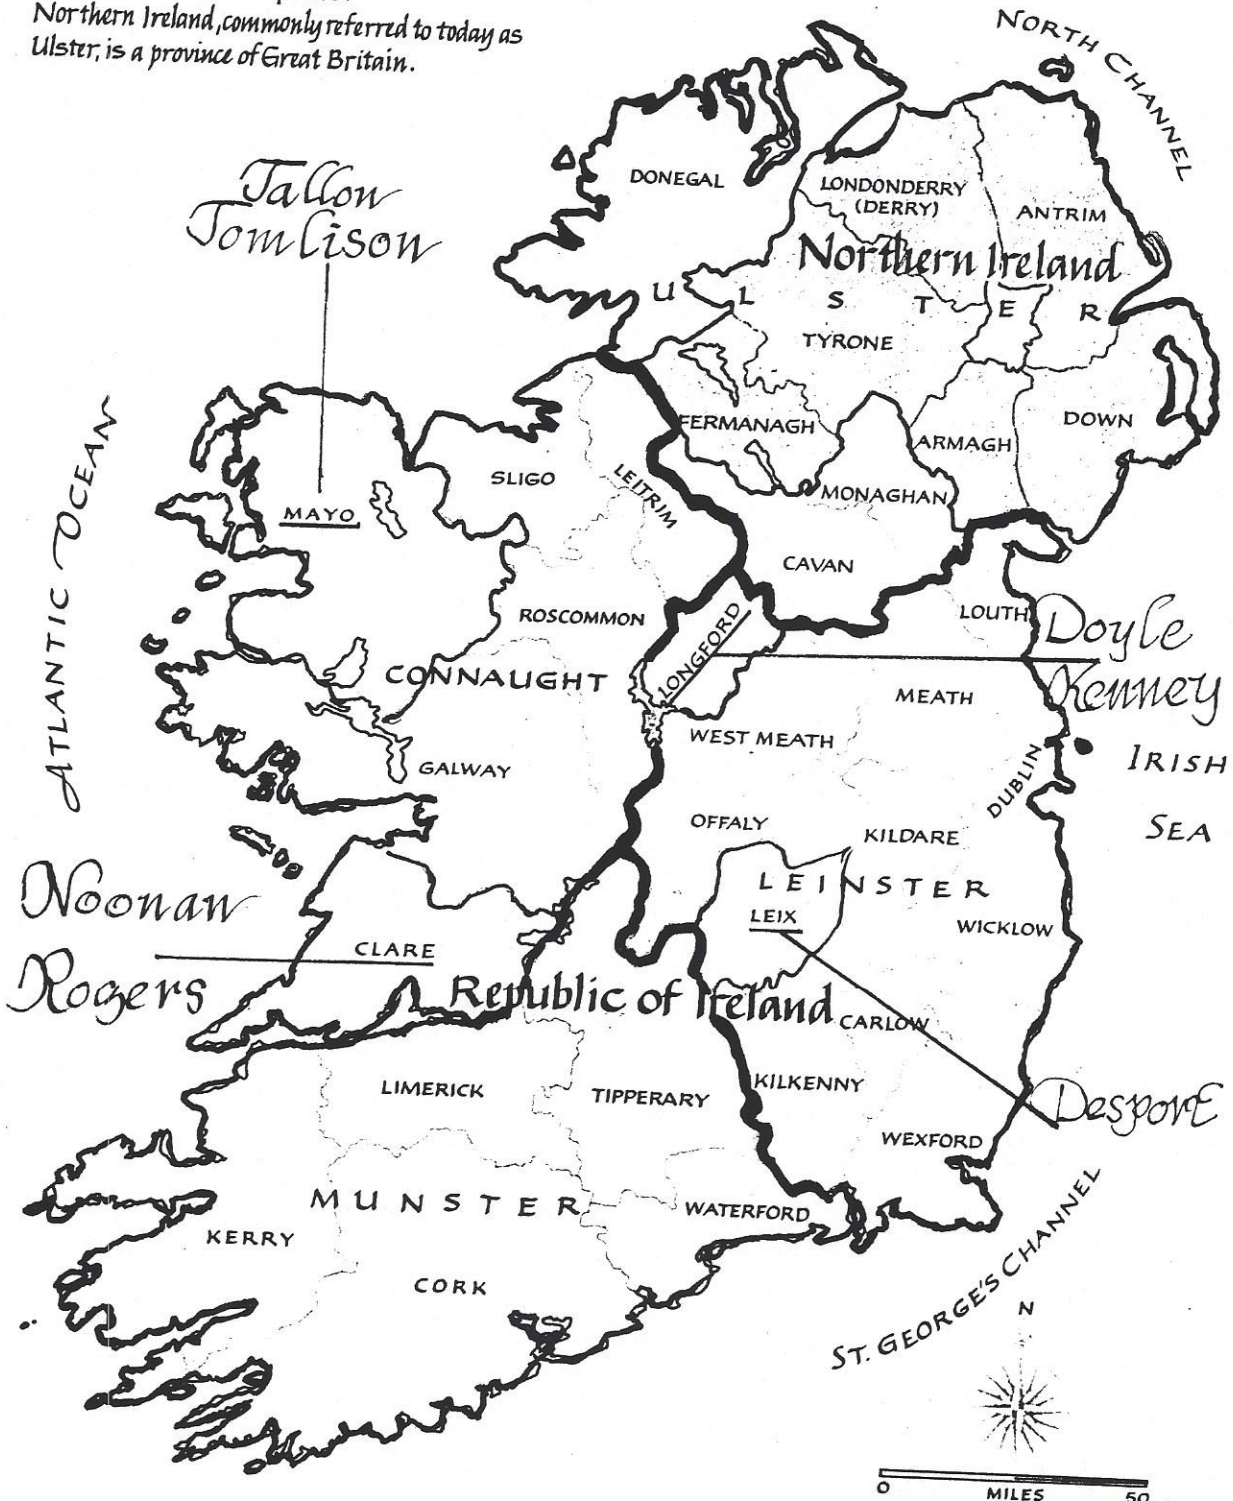 Northern Ireland, commonly referred to today as
Ulster, is a province of Great Britain.
NORTH CHANNEL
DONEGAL
LONDONDERRY
(DERRY)
ANTRIM
Tallon
Tomlison
Northern Ireland
ULSTER
TYRONE
FERMANAGH
ARMAGH
DOWN
ATLANTIC OCEAN
SLIGO
LEITRIM
MONAGHAN
MAYO
CAVAN
ROSCOMMON
LONGFORD
LOUTH
Doyle
Kenney
CONNAUGHT
MEATH
WEST MEATH
GALWAY
DUBLIN
IRISH
SEA
OFFALY
KILDARE
LEINSTER
LEIX
WICKLOW
Noonan
Rogers
CLARE
Republic of Ireland
CARLOW
LIMERICK
TIPPERARY
KILKENNY
Desport
WEXFORD
MUNSTER
WATERFORD
KERRY
CORK
ST. GEORGE'S CHANNEL
N
0 50
MILES